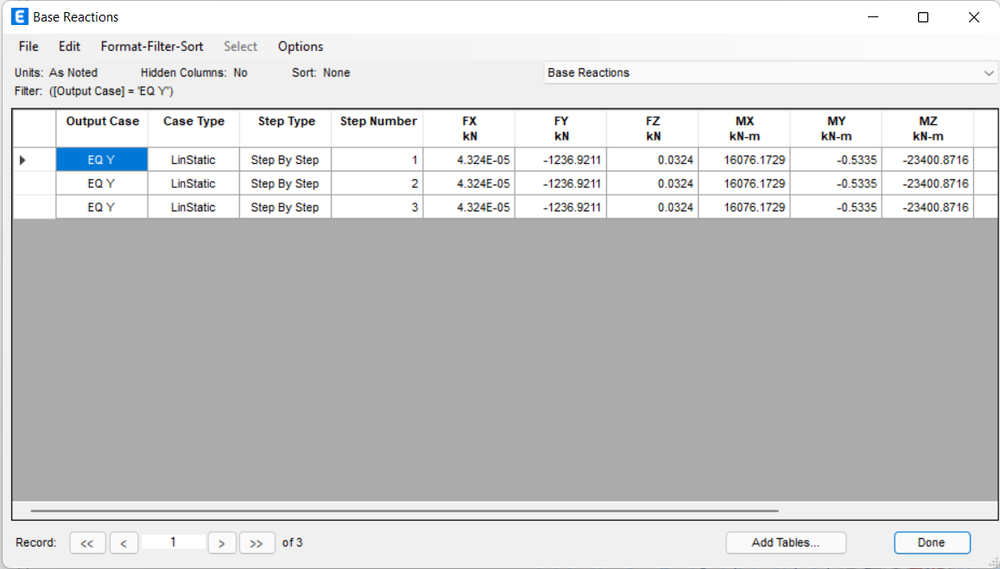 E Base Reactions
File Edit Format-Filter-Sort Select Options
Units: As Noted Hidden Columns: No Sort: None Base Reactions
Filter: ([Output Case] = 'EQ Y')
Output Case Case Type Step Type Step Number FX kN FY kN FZ kN MX kN-m MY kN-m MZ kN-m
EQ Y LinStatic Step By Step 1 4.324E-05 -1236.9211 0.0324 16076.1729 -0.5335 -23400.8716
EQ Y LinStatic Step By Step 2 4.324E-05 -1236.9211 0.0324 16076.1729 -0.5335 -23400.8716
EQ Y LinStatic Step By Step 3 4.324E-05 -1236.9211 0.0324 16076.1729 -0.5335 -23400.8716
Record: << < 1 > >> of 3 Add Tables... Done